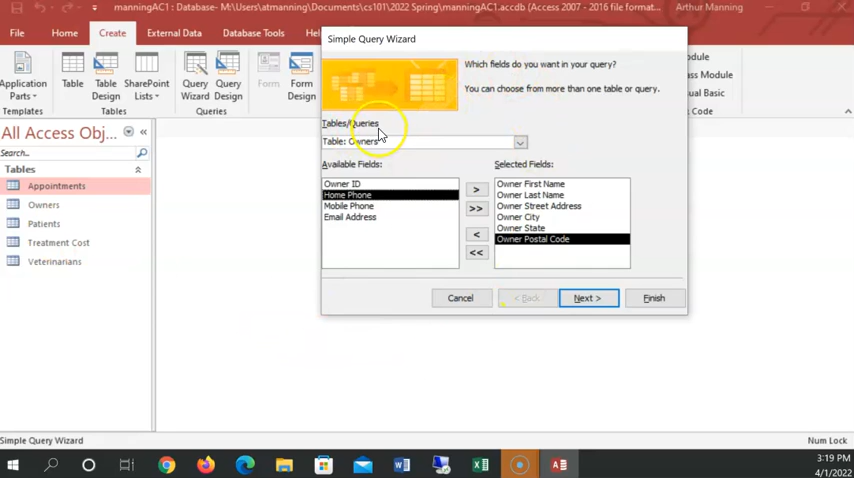 manningAC1 : Database- M:\Users\atmanning\cs101\2022 Spring\manningAC1.accdb (Access 2007 - 2016 file format...
Arthur Manning
File
Home
Create
External Data
Database Tools
Hel
Application Parts
Table
Table Design
SharePoint Lists
Query Wizard
Query Design
Form
Form Design
odule
ss Module
ual Basic
Templates
Tables
Queries
& Code
All Access Obj...
Search...
Tables
Appointments
Owners
Patients
Treatment Cost
Veterinarians
Simple Query Wizard
Which fields do you want in your query?
You can choose from more than one table or query.
Tables/Queries
Table: Owners
Available Fields:
Selected Fields:
Owner ID
Home Phone
Mobile Phone
Email Address
>
>>
<
<<
Owner First Name
Owner Last Name
Owner Street Address
Owner City
Owner State
Owner Postal Code
Cancel
< Back
Next >
Finish
Simple Query Wizard
Num Lock
3:19 PM
4/1/2022